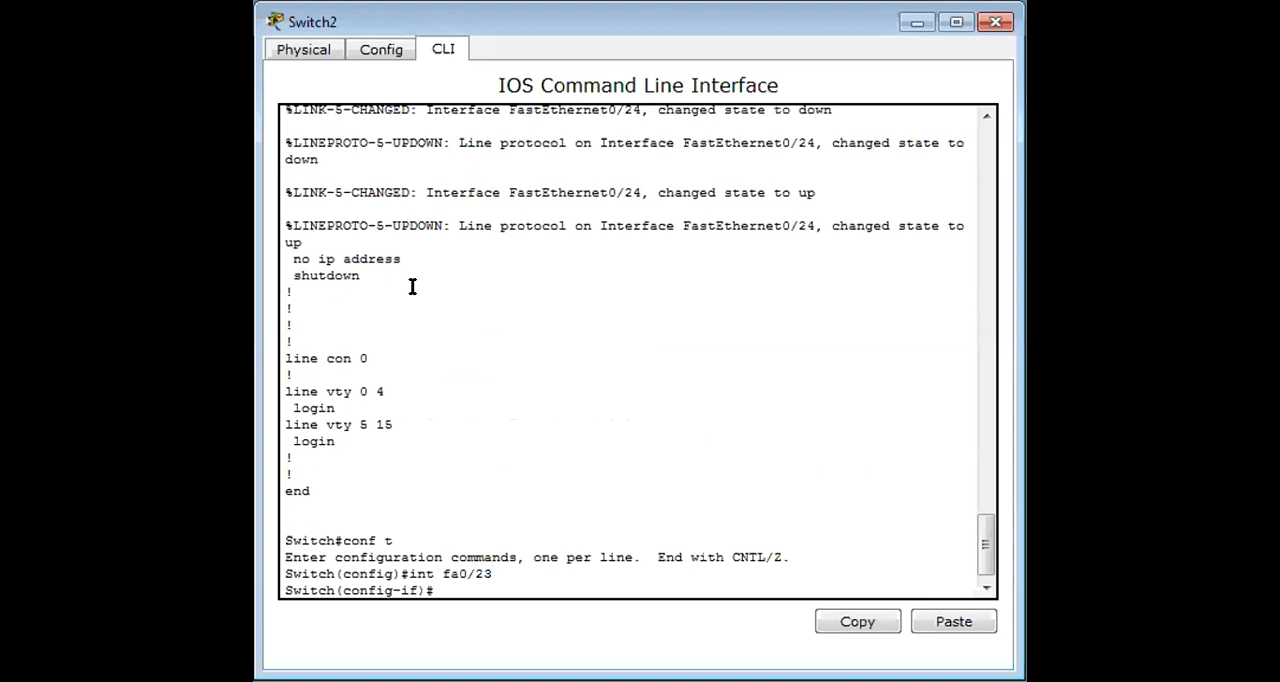 Switch2
Physical
Config
CLI
IOS Command Line Interface
%LINK-5-CHANGED: Interface FastEthernet0/24, changed state to down
%LINEPROTO-5-UPDOWN: Line protocol on Interface FastEthernet0/24, changed state to
down
%LINK-5-CHANGED: Interface FastEthernet0/24, changed state to up
%LINEPROTO-5-UPDOWN: Line protocol on Interface FastEthernet0/24, changed state to
up
no ip address
shutdown
!
!
!
!
line con 0
!
line vty 0 4
login
line vty 5 15
login
!
!
end
Switch#conf t
Enter configuration commands, one per line.  End with CNTL/Z.
Switch(config)#int fa0/23
Switch(config-if)#
Copy
Paste